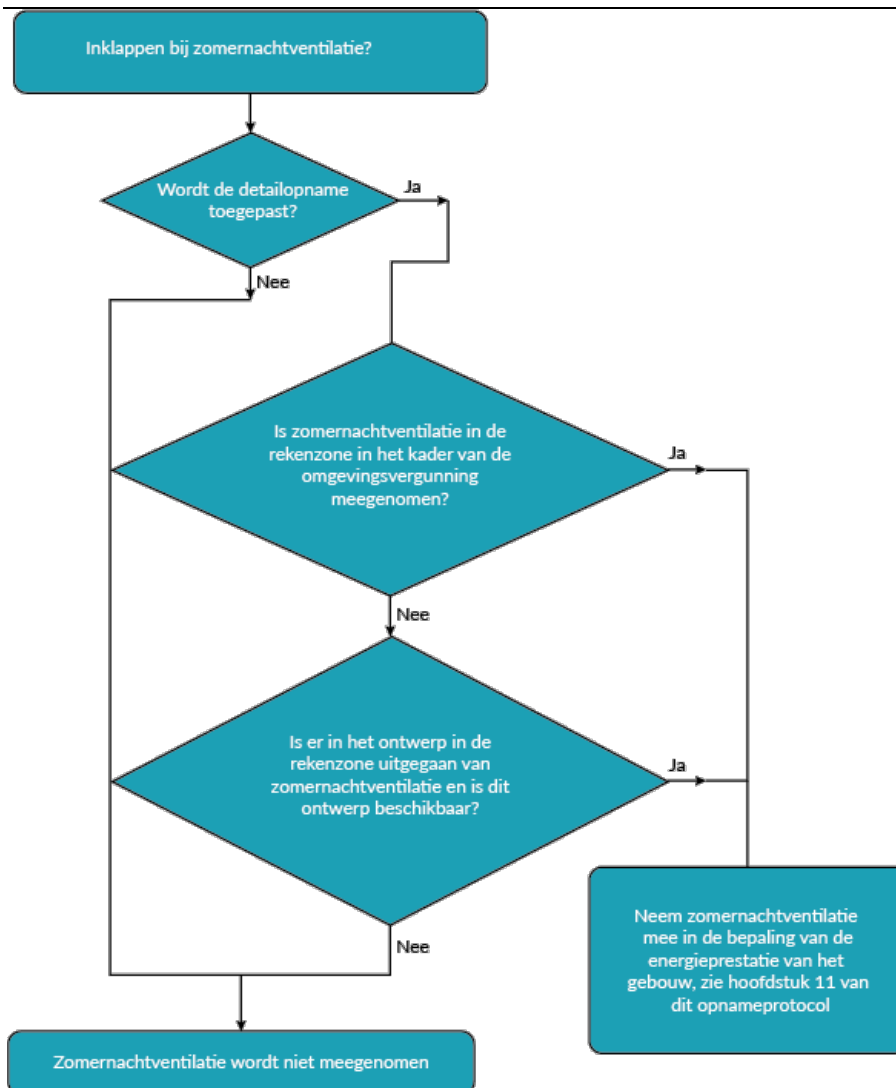 Inklappen bij zomernachtventilatie?
Wordt de detailopname
toegepast?
Ja
Nee
Is zomernachtventilatie in de
rekenzone in het kader van de
omgevingsvergunning
meegenomen?
Ja
Nee
Is er in het ontwerp in de
rekenzone uitgegaan van
zomernachtventilatie en is dit
ontwerp beschikbaar?
Ja
Nee
Neem zomernachtventilatie
mee in de bepaling van de
energieprestatie van het
gebouw, zie hoofdstuk 11 van
dit opnameprotocol
Zomernachtventilatie wordt niet meegenomen